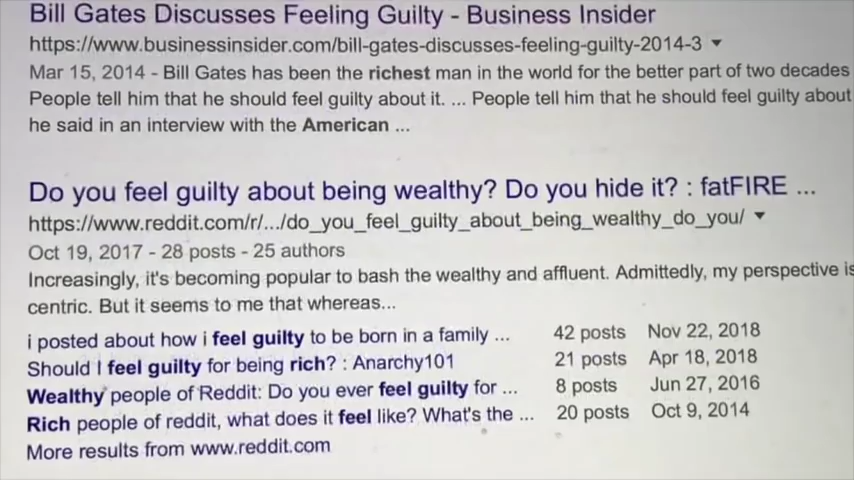 Bill Gates Discusses Feeling Guilty - Business Insider
https://www.businessinsider.com/bill-gates-discusses-feeling-guilty-2014-3
Mar 15, 2014 - Bill Gates has been the richest man in the world for the better part of two decades
People tell him that he should feel guilty about it. ... People tell him that he should feel guilty about
he said in an interview with the American ...
Do you feel guilty about being wealthy? Do you hide it? : fatFIRE ...
https://www.reddit.com/r/.../do_you_feel_guilty_about_being_wealthy_do_you/
Oct 19, 2017 - 28 posts - 25 authors
Increasingly, it's becoming popular to bash the wealthy and affluent. Admittedly, my perspective is
centric. But it seems to me that whereas...
i posted about how i feel guilty to be born in a family ... 42 posts Nov 22, 2018
Should I feel guilty for being rich? : Anarchy101 21 posts Apr 18, 2018
Wealthy people of Reddit: Do you ever feel guilty for ... 8 posts Jun 27, 2016
Rich people of reddit, what does it feel like? What's the ... 20 posts Oct 9, 2014
More results from www.reddit.com